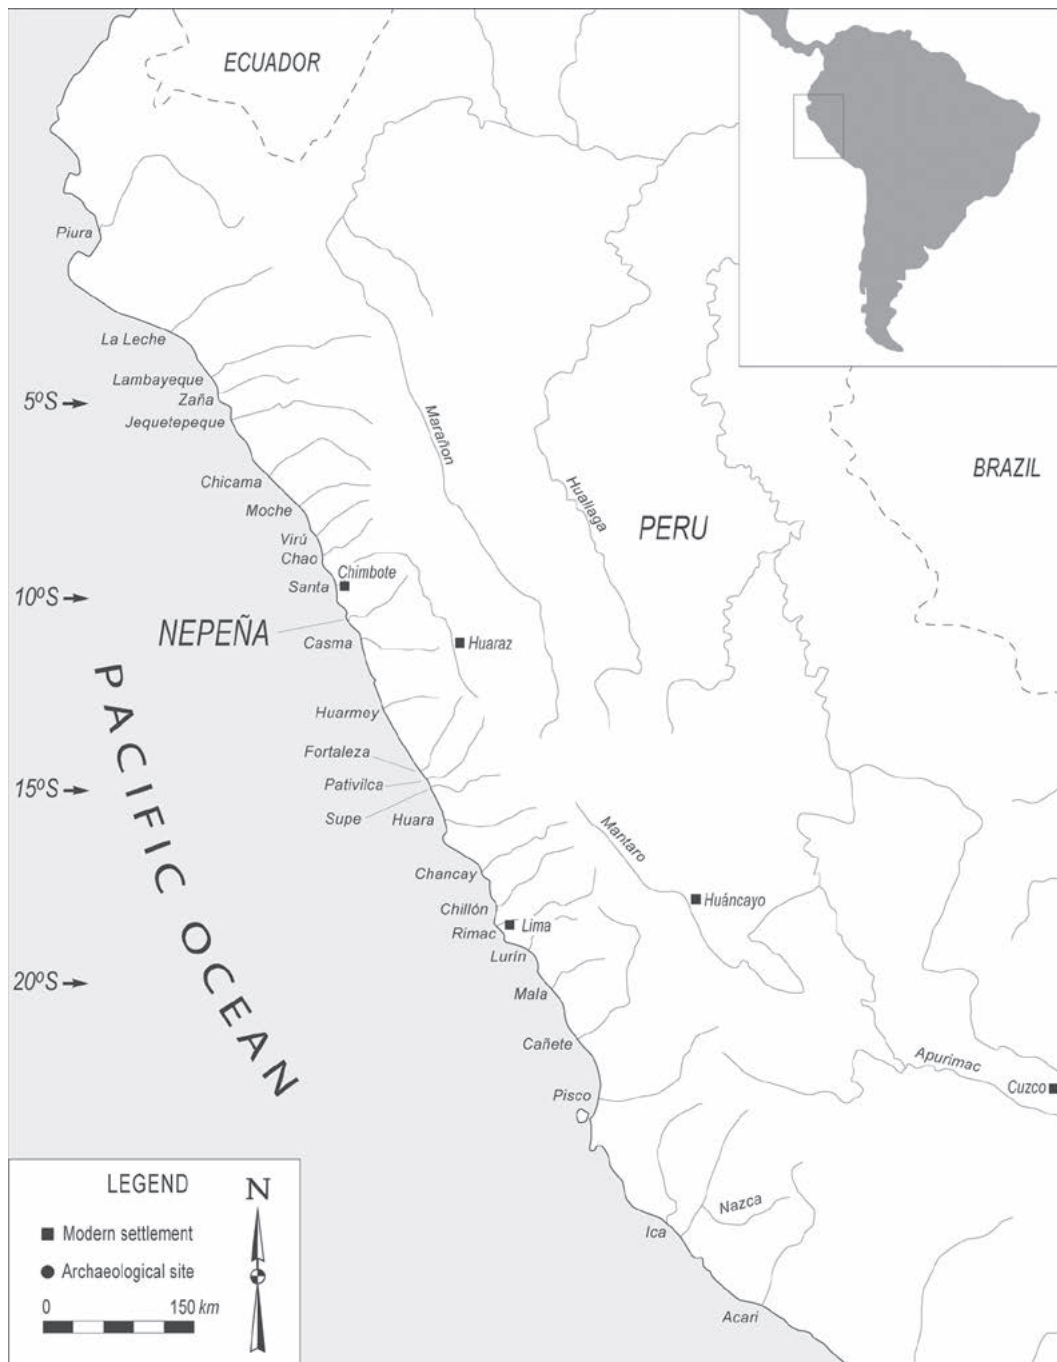 ECUADOR
Piura
La Leche
Lambayeque
Zaña
5ºS
Jequetepeque
Marañon
BRAZIL
Chicama
Huallaga
Moche
PERU
Virú
Chao
Chimbote
Santa
10ºS
NEPEÑA
Casma
Huaraz
PACIFIC OCEAN
Huarmey
Fortaleza
Pativilca
15ºS
Supe
Huara
Mantaro
Chancay
Huáncayo
Chillón
Lima
Rimac
Lurín
20ºS
Mala
Cañete
Apurimac
Cuzco
Pisco
Nazca
Ica
Acari
LEGEND
N
Modern settlement
Archaeological site
0 150 km